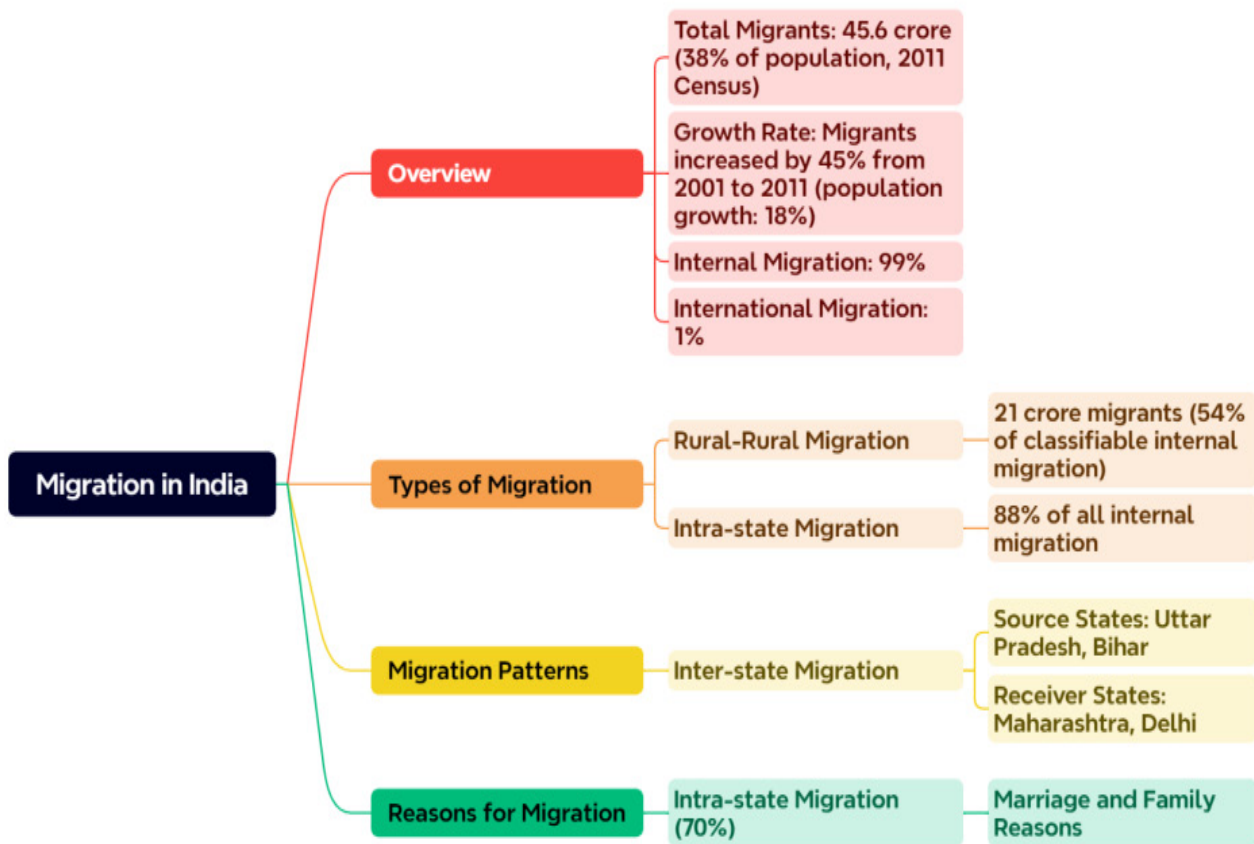 Migration in India
Overview
Total Migrants: 45.6 crore
(38% of population, 2011
Census)
Growth Rate: Migrants
increased by 45% from
2001 to 2011 (population
growth: 18%)
Internal Migration: 99%
International Migration:
1%
Types of Migration
Rural-Rural Migration
21 crore migrants (54%
of classifiable internal
migration)
Intra-state Migration
88% of all internal
migration
Migration Patterns
Inter-state Migration
Source States: Uttar
Pradesh, Bihar
Receiver States:
Maharashtra, Delhi
Reasons for Migration
Intra-state Migration
(70%)
Marriage and Family
Reasons